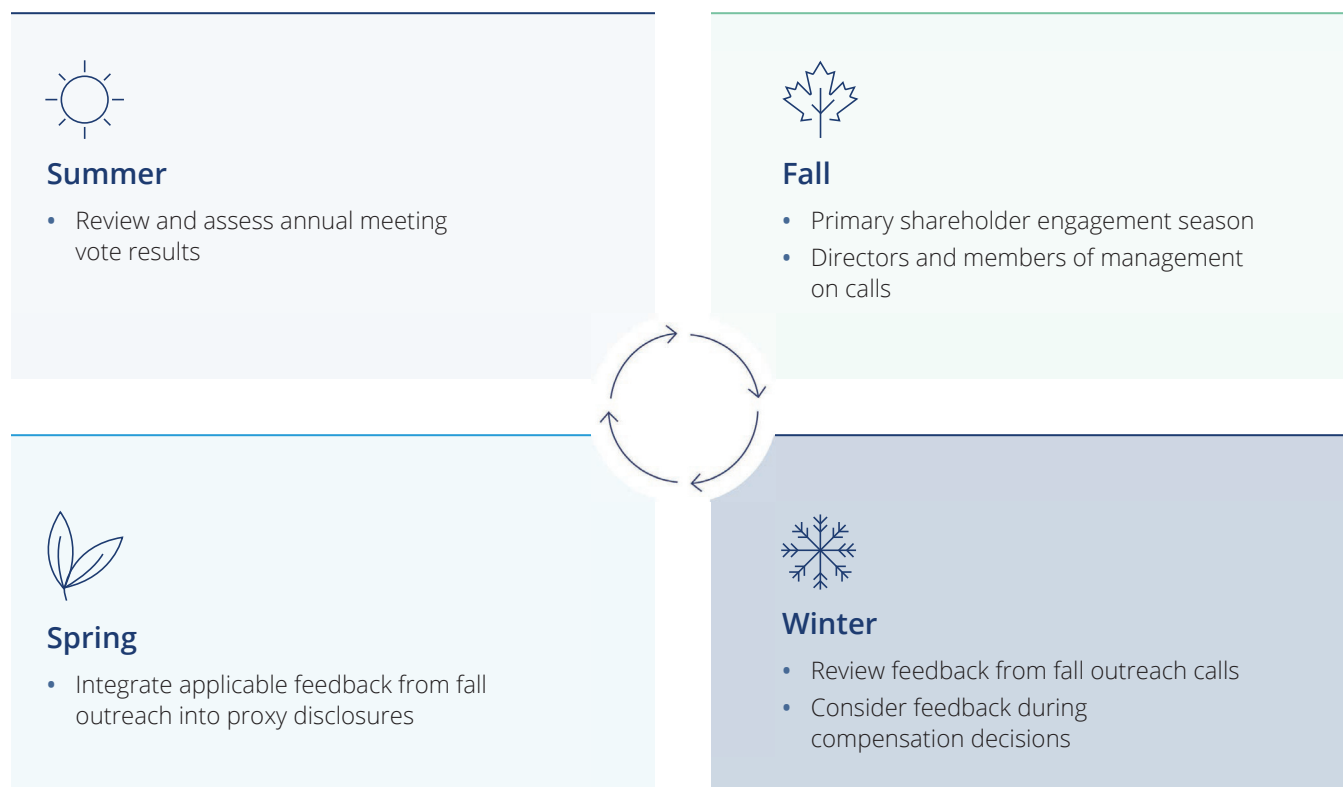 Summer
• Review and assess annual meeting
vote results
Fall
• Primary shareholder engagement season
• Directors and members of management
on calls
Spring
• Integrate applicable feedback from fall
outreach into proxy disclosures
Winter
• Review feedback from fall outreach calls
• Consider feedback during
compensation decisions